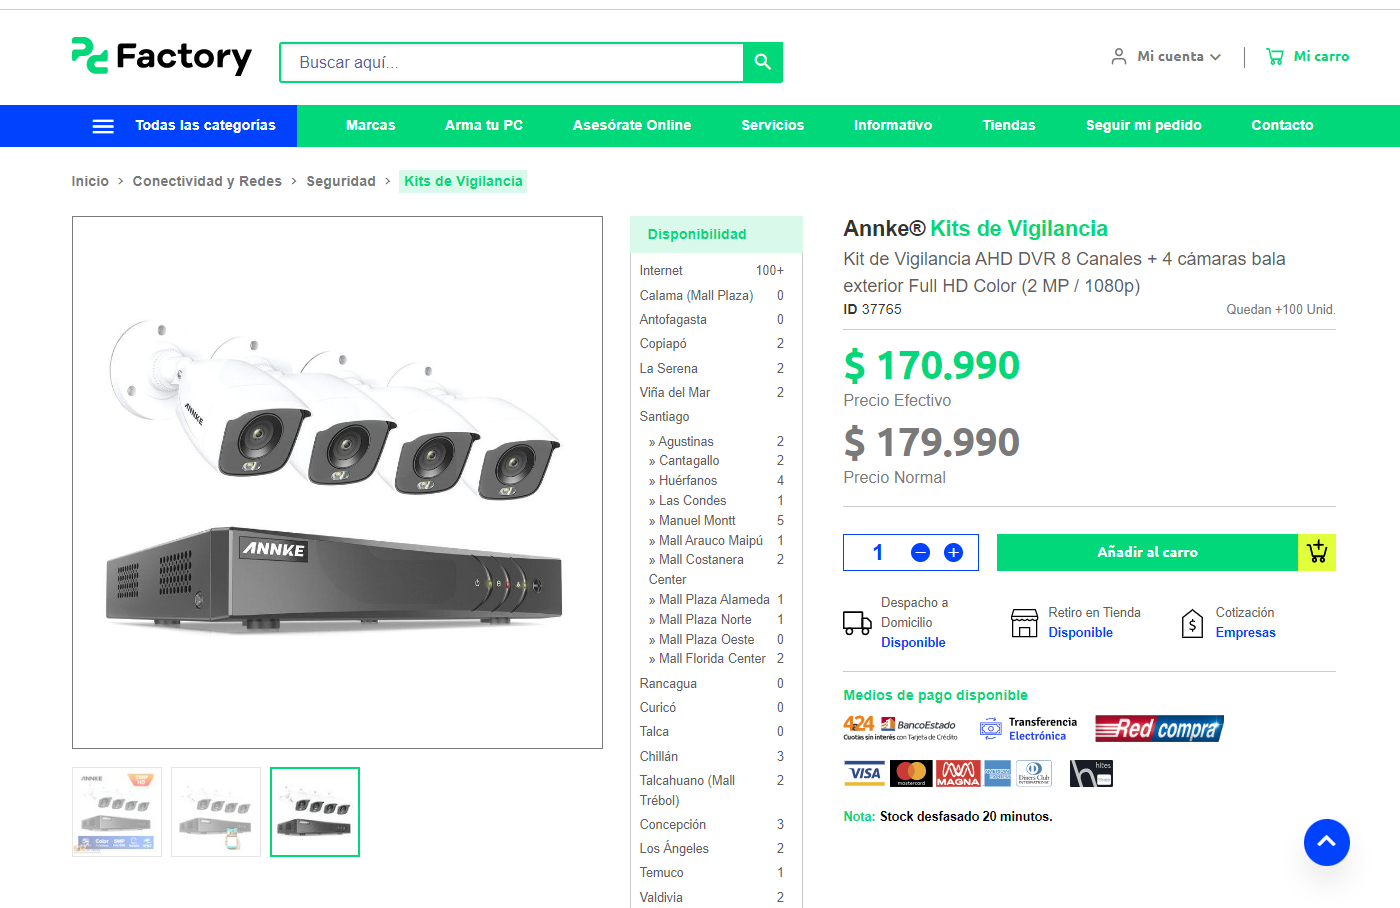 Factory
Buscar aquí...
Mi cuenta
Mi carro
Todas las categorías
Marcas
Arma tu PC
Asesórate Online
Servicios
Informativo
Tiendas
Seguir mi pedido
Contacto
Inicio > Conectividad y Redes > Seguridad > Kits de Vigilancia
ANNKE
ANNKE
Disponibilidad
Internet 100+
Calama (Mall Plaza) 0
Antofagasta 0
Copiapó 2
La Serena 2
Viña del Mar 2
Santiago
» Agustinas 2
» Cantagallo 2
» Huérfanos 4
» Las Condes 1
» Manuel Montt 5
» Mall Arauco Maipú 1
» Mall Costanera 2
Center
» Mall Plaza Alameda 1
» Mall Plaza Norte 1
» Mall Plaza Oeste 0
» Mall Florida Center 2
Rancagua 0
Curicó 0
Talca 0
Chillán 3
Talcahuano (Mall 2
Trébol)
Concepción 3
Los Ángeles 2
Temuco 1
Valdivia 2
Annke® Kits de Vigilancia
Kit de Vigilancia AHD DVR 8 Canales + 4 cámaras bala
exterior Full HD Color (2 MP / 1080p)
ID 37765
Quedan +100 Unid.
$ 170.990
Precio Efectivo
$ 179.990
Precio Normal
1
Añadir al carro
Despacho a
Domicilio
Disponible
Retiro en Tienda
Disponible
Cotización
Empresas
Medios de pago disponible
424 BancoEstado
Cuotas sin interés con Tarjeta de Crédito
Transferencia
Electrónica
Redcompra
VISA
mastercard
MAGNA
Diners Club
INTERNATIONAL
hites
Nota: Stock desfasado 20 minutos.
ANNKE
Color